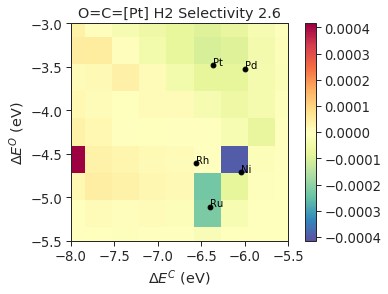 O=C=[Pt] H2 Selectivity 2.6
−3.0
−3.5
−4.0
−4.5
−5.0
−5.5
ΔE^O (eV)
Pt
Pd
Rh
Ni
Ru
−8.0 −7.5 −7.0 −6.5 −6.0 −5.5
ΔE^C (eV)
0.0004
0.0003
0.0002
0.0001
0.0000
−0.0001
−0.0002
−0.0003
−0.0004